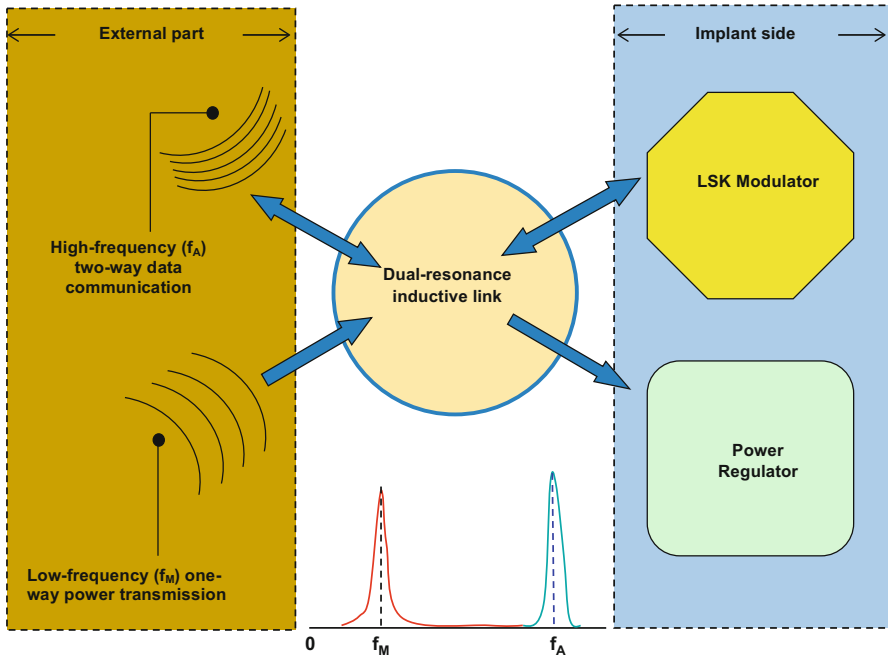 External part
Implant side
High-frequency (fA)
two-way data
communication
Dual-resonance
inductive link
LSK Modulator
Low-frequency (fM) one-
way power transmission
Power
Regulator
0
fM
fA